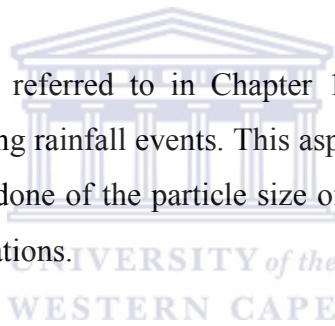 referred to in Chapter 1
ng rainfall events. This asp
done of the particle size of
ations.
UNIVERSITY of the
WESTERN CAPE